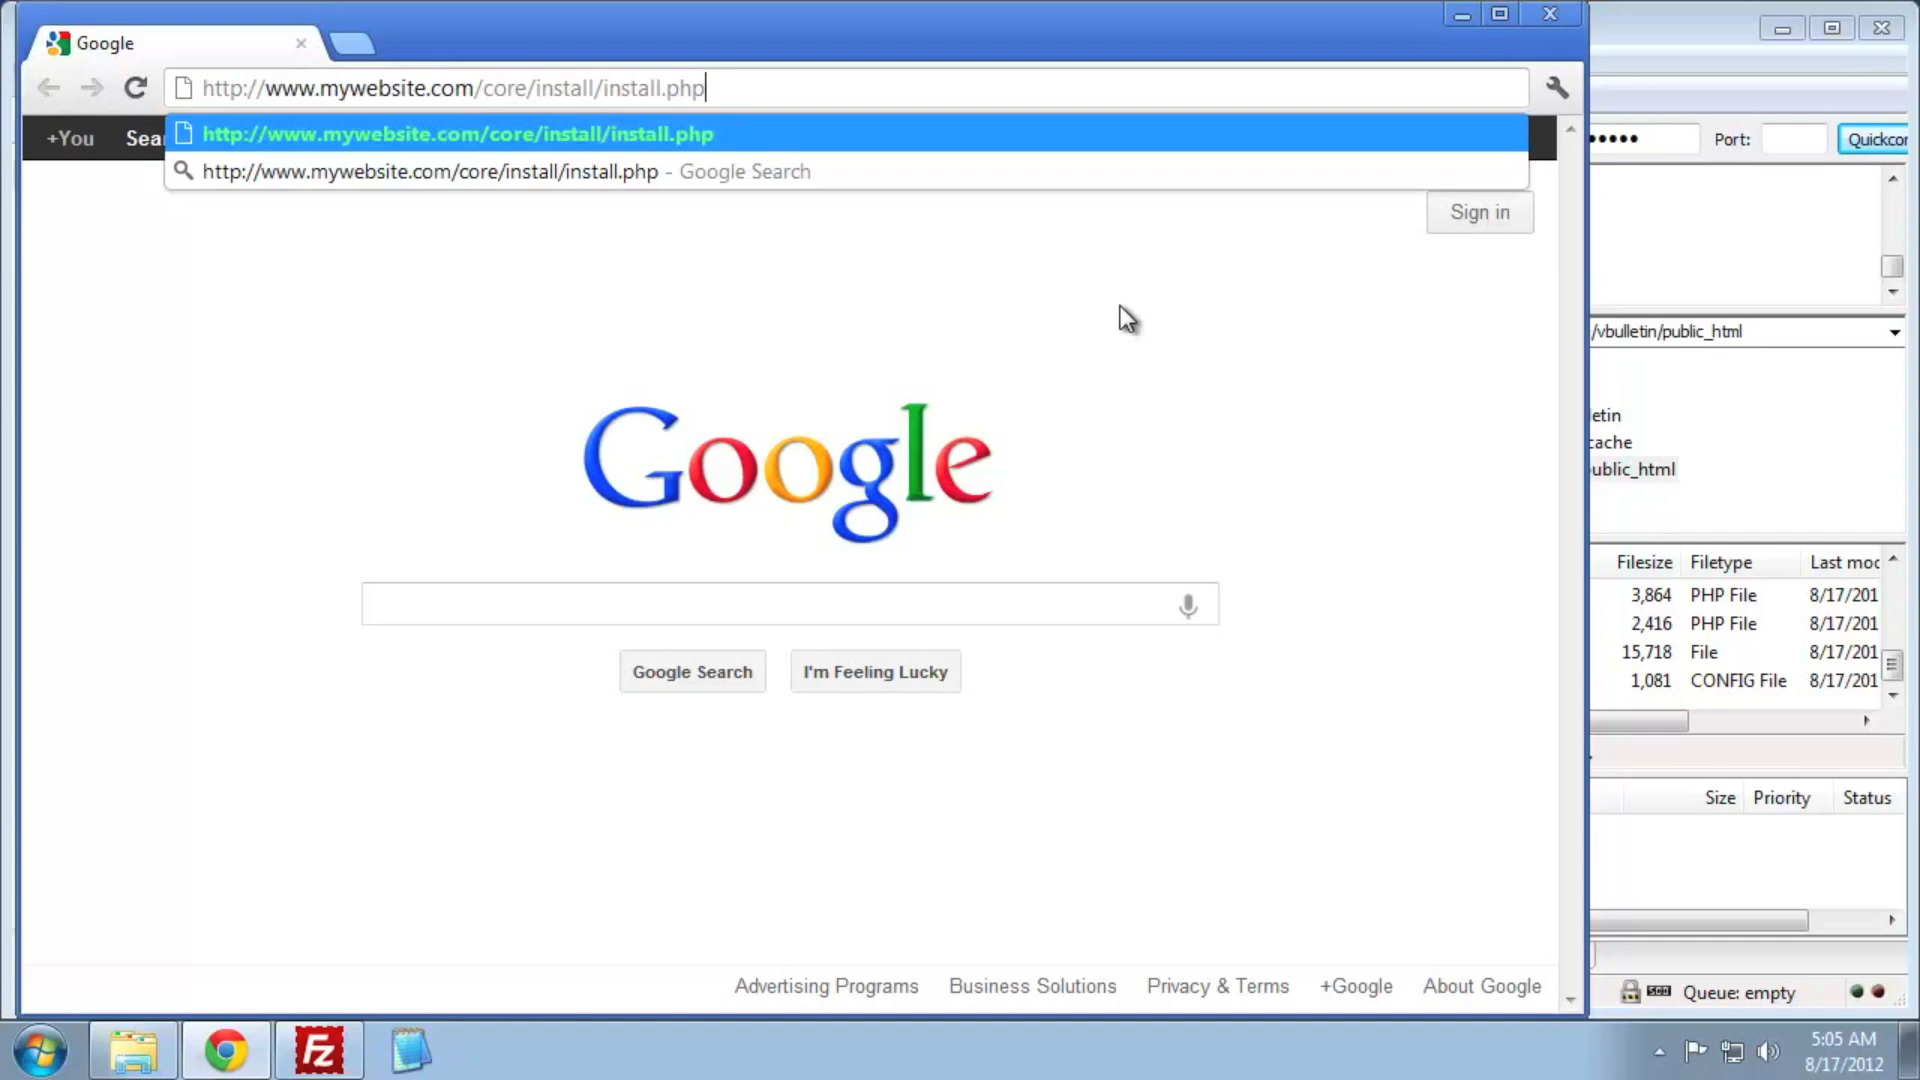 Google
http://www.mywebsite.com/core/install/install.php
http://www.mywebsite.com/core/install/install.php
http://www.mywebsite.com/core/install/install.php - Google Search
+You Sea
Sign in
Google
Google Search
I'm Feeling Lucky
Advertising Programs
Business Solutions
Privacy & Terms
+Google
About Google
Port:
Quickcor
/vbulletin/public_html
etin
cache
ublic_html
Filesize Filetype Last moc
3,864 PHP File 8/17/201
2,416 PHP File 8/17/201
15,718 File 8/17/201
1,081 CONFIG File 8/17/201
Size Priority Status
Queue: empty
Fz
5:05 AM
8/17/2012